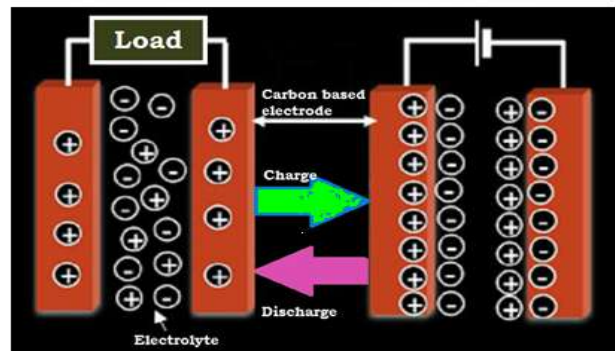 Load
Carbon based
electrode
Charge
Discharge
Electrolyte